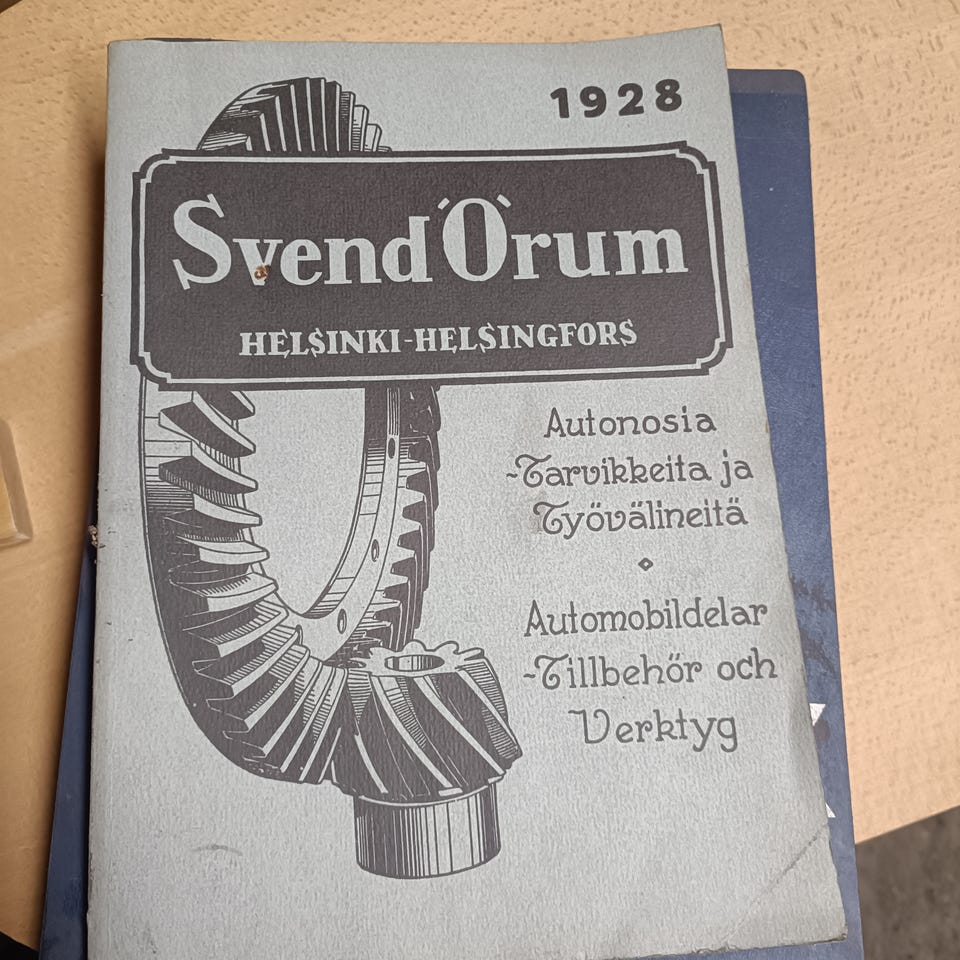 1928
Svend Örum
HELSINKI-HELSINGFORS
Autonosia
-Tarvikkeita ja
Työvälineitä
Automobildelar
-Tillbehör och
Verktyg